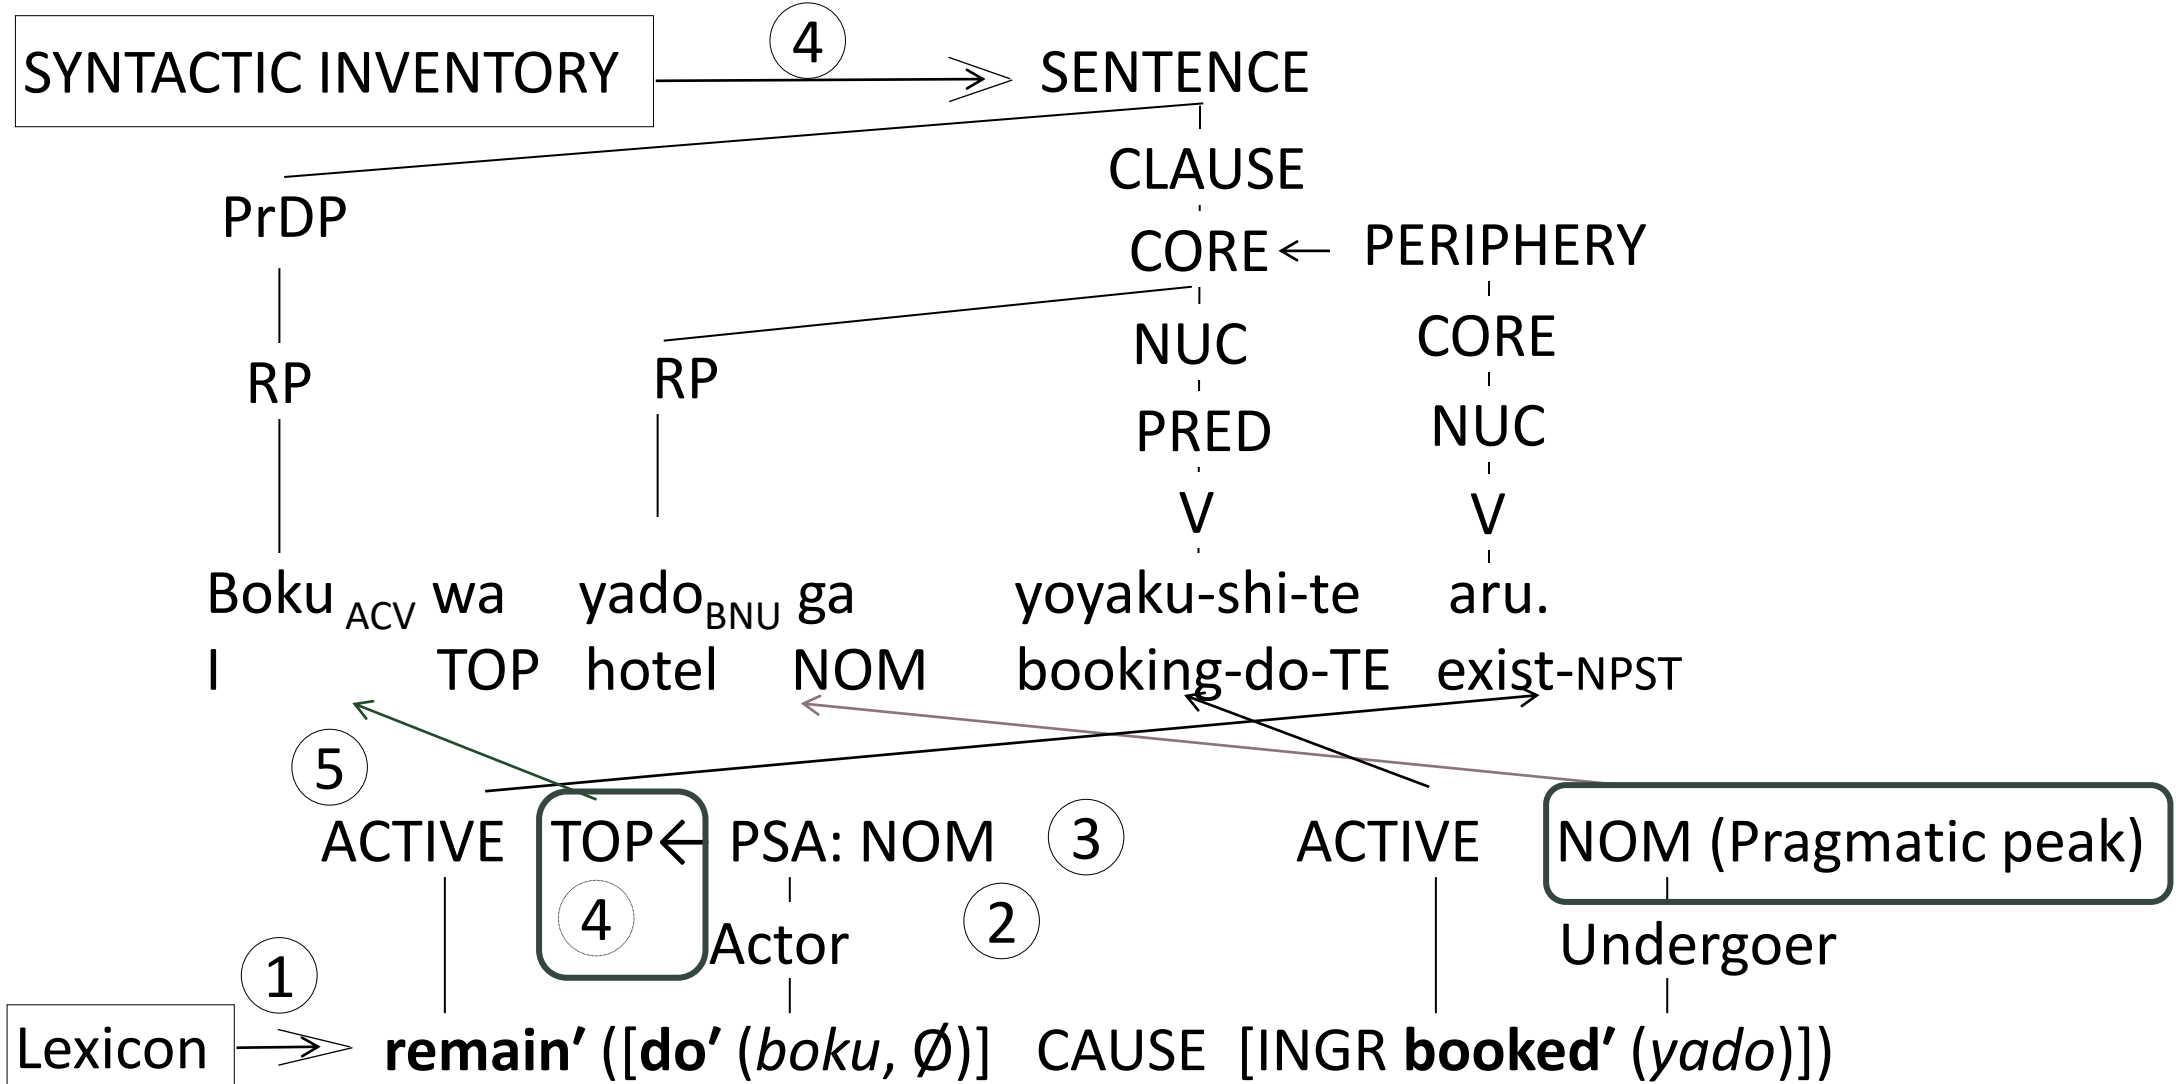 SYNTACTIC INVENTORY ④ SENTENCE
CLAUSE
PrDP
CORE PERIPHERY
NUC CORE
RP RP
PRED NUC
V V
Boku ACV wa yado BNU ga yoyaku-shi-te aru.
I TOP hotel NOM booking-do-TE exist-NPST
⑤
ACTIVE TOP PSA: NOM ③ ACTIVE NOM (Pragmatic peak)
④ Actor ② Undergoer
①
Lexicon remain′ ([do′ (boku, Ø)] CAUSE [INGR booked′ (yado)])